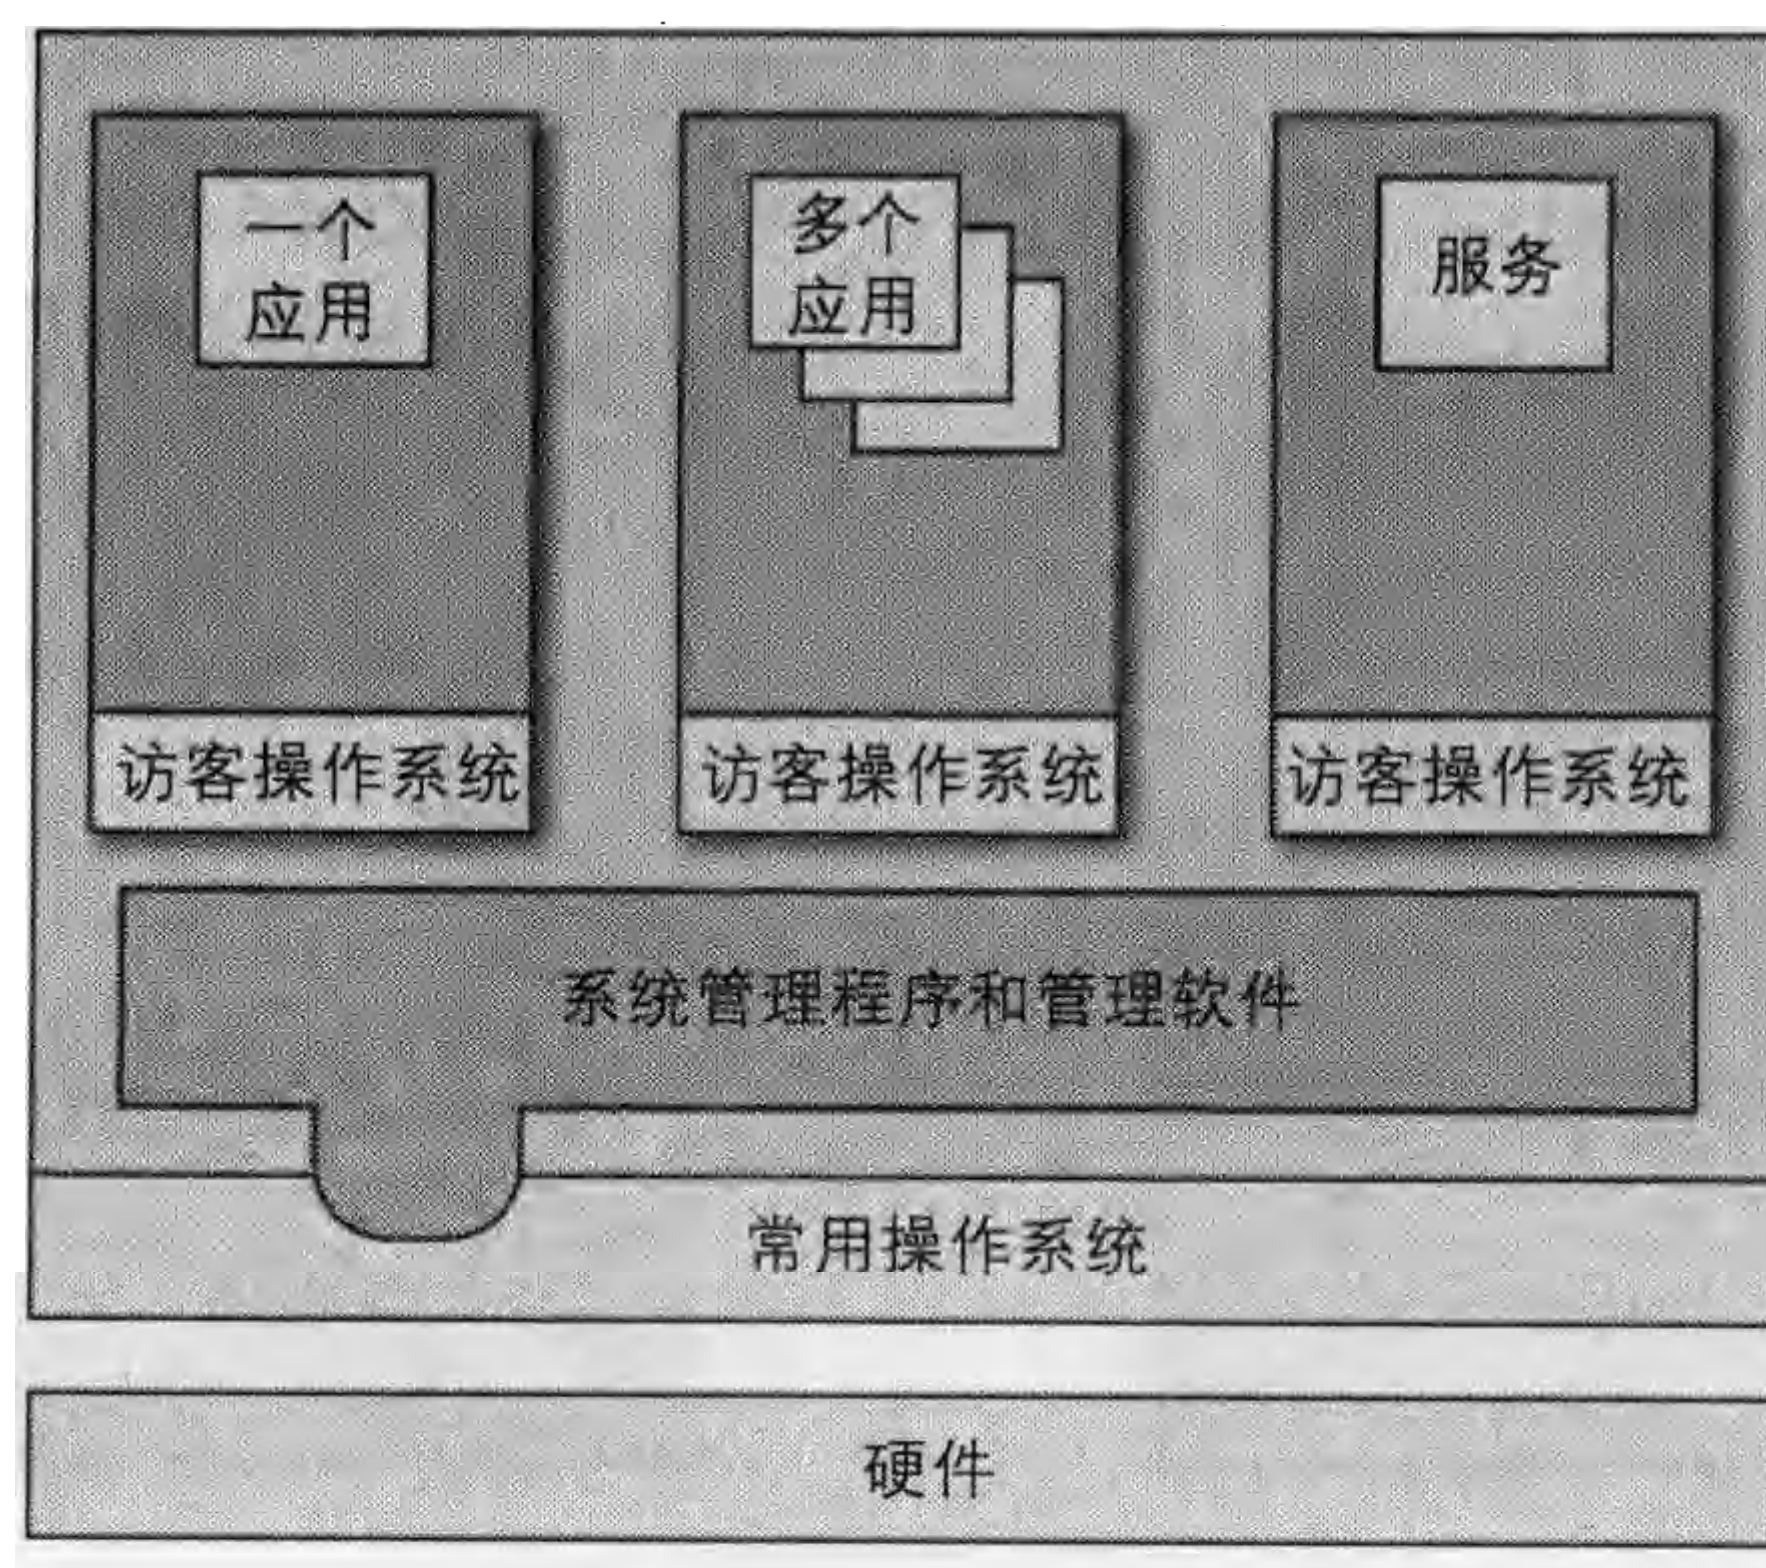 一个
应用
多个
应用
服务
访客操作系统
访客操作系统
访客操作系统
系统管理程序和管理软件
常用操作系统
硬件